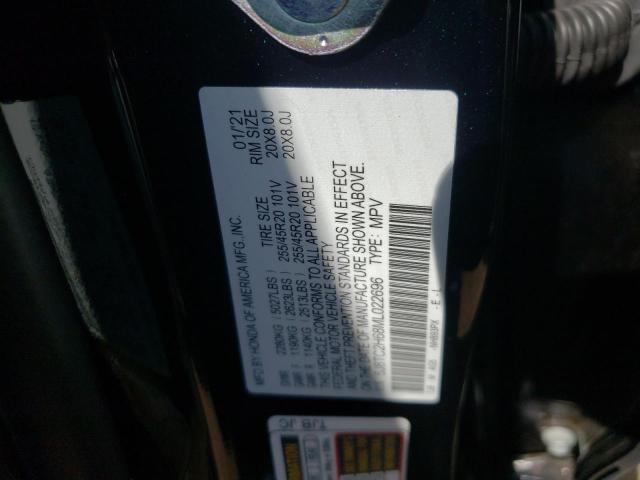 MFD. BY HONDA OF AMERICA MFG., INC. 01/'21
TIRE SIZE RIM SIZE
GVWR 2280KG (5027LBS) 255/45R20 101V 20X8.0J
GAWR F 1190KG (2623LBS) 255/45R20 101V 20X8.0J
GAWR R 1140KG (2513LBS)
THIS VEHICLE CONFORMS TO ALL APPLICABLE
FEDERAL MOTOR VEHICLE SAFETY
AND THEFT PREVENTION STANDARDS IN EFFECT
ON THE DATE OF MANUFACTURE SHOWN ABOVE.
5J8TC2H68ML022696 TYPE: MPV
- E - L
TJB JC